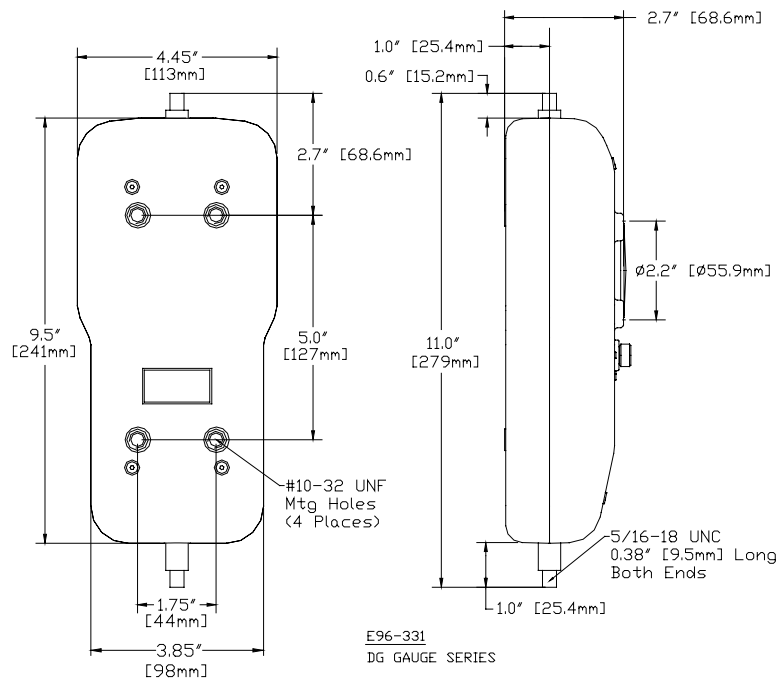 2.7″ [68.6mm]
1.0″ [25.4mm]
4.45″
[113mm]
0.6″ [15.2mm]
2.7″ [68.6mm]
Ø2.2″ [Ø55.9mm]
9.5″
[241mm]
5.0″
[127mm]
11.0″
[279mm]
#10-32 UNF
Mtg Holes
(4 Places)
5/16-18 UNC
0.38″ [9.5mm] Long
Both Ends
1.75″
[44mm]
1.0″ [25.4mm]
3.85″
[98mm]
E96-331
DG GAUGE SERIES